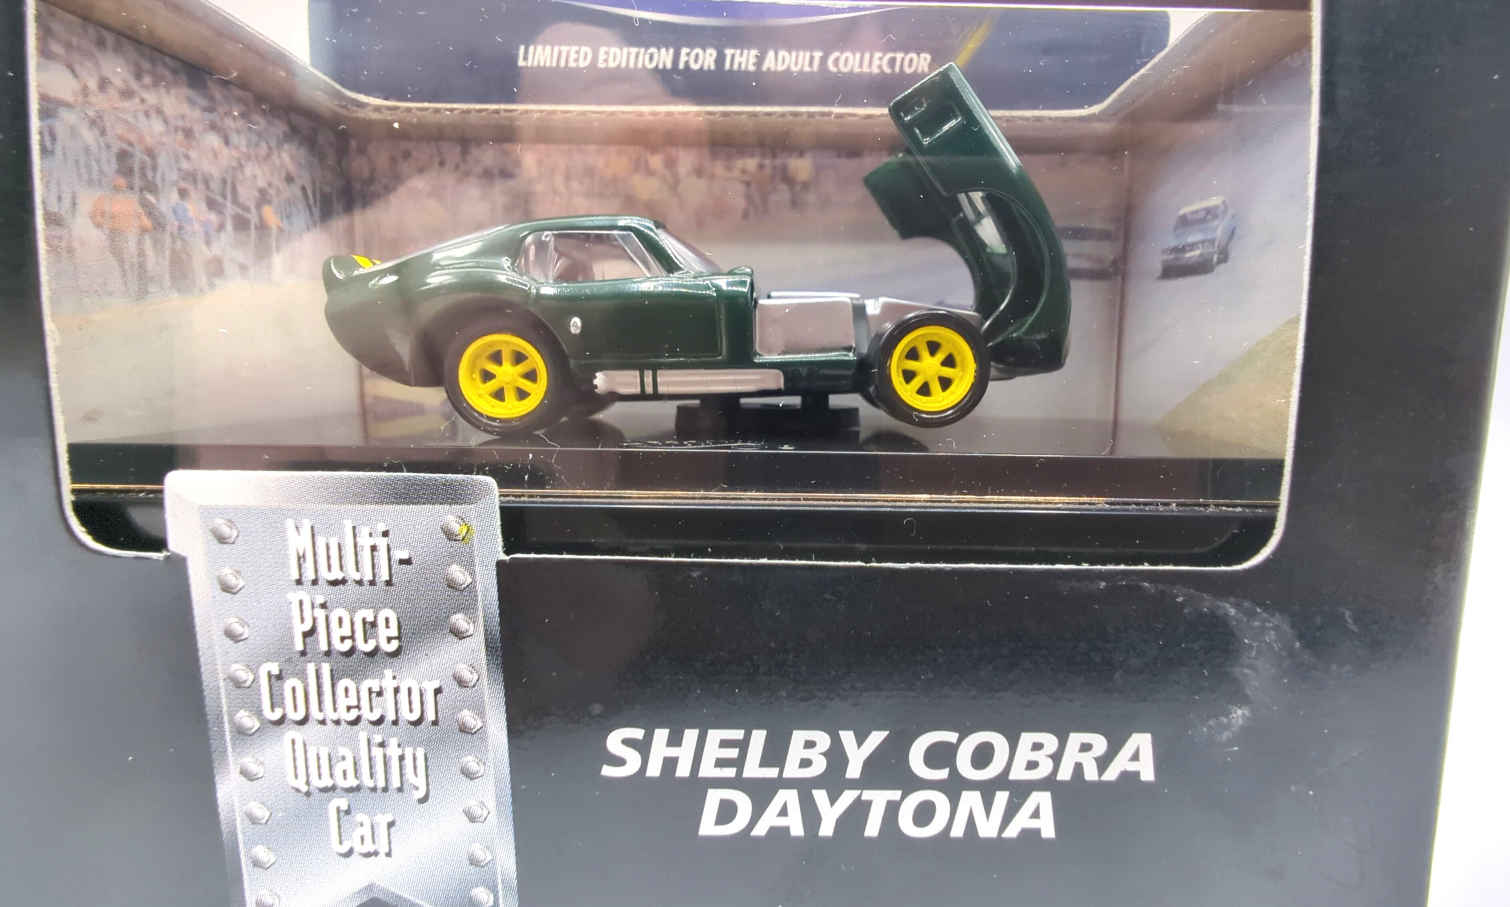 LIMITED EDITION FOR THE ADULT COLLECTOR
Multi-
Piece
Collector
Quality
Car
SHELBY COBRA
DAYTONA